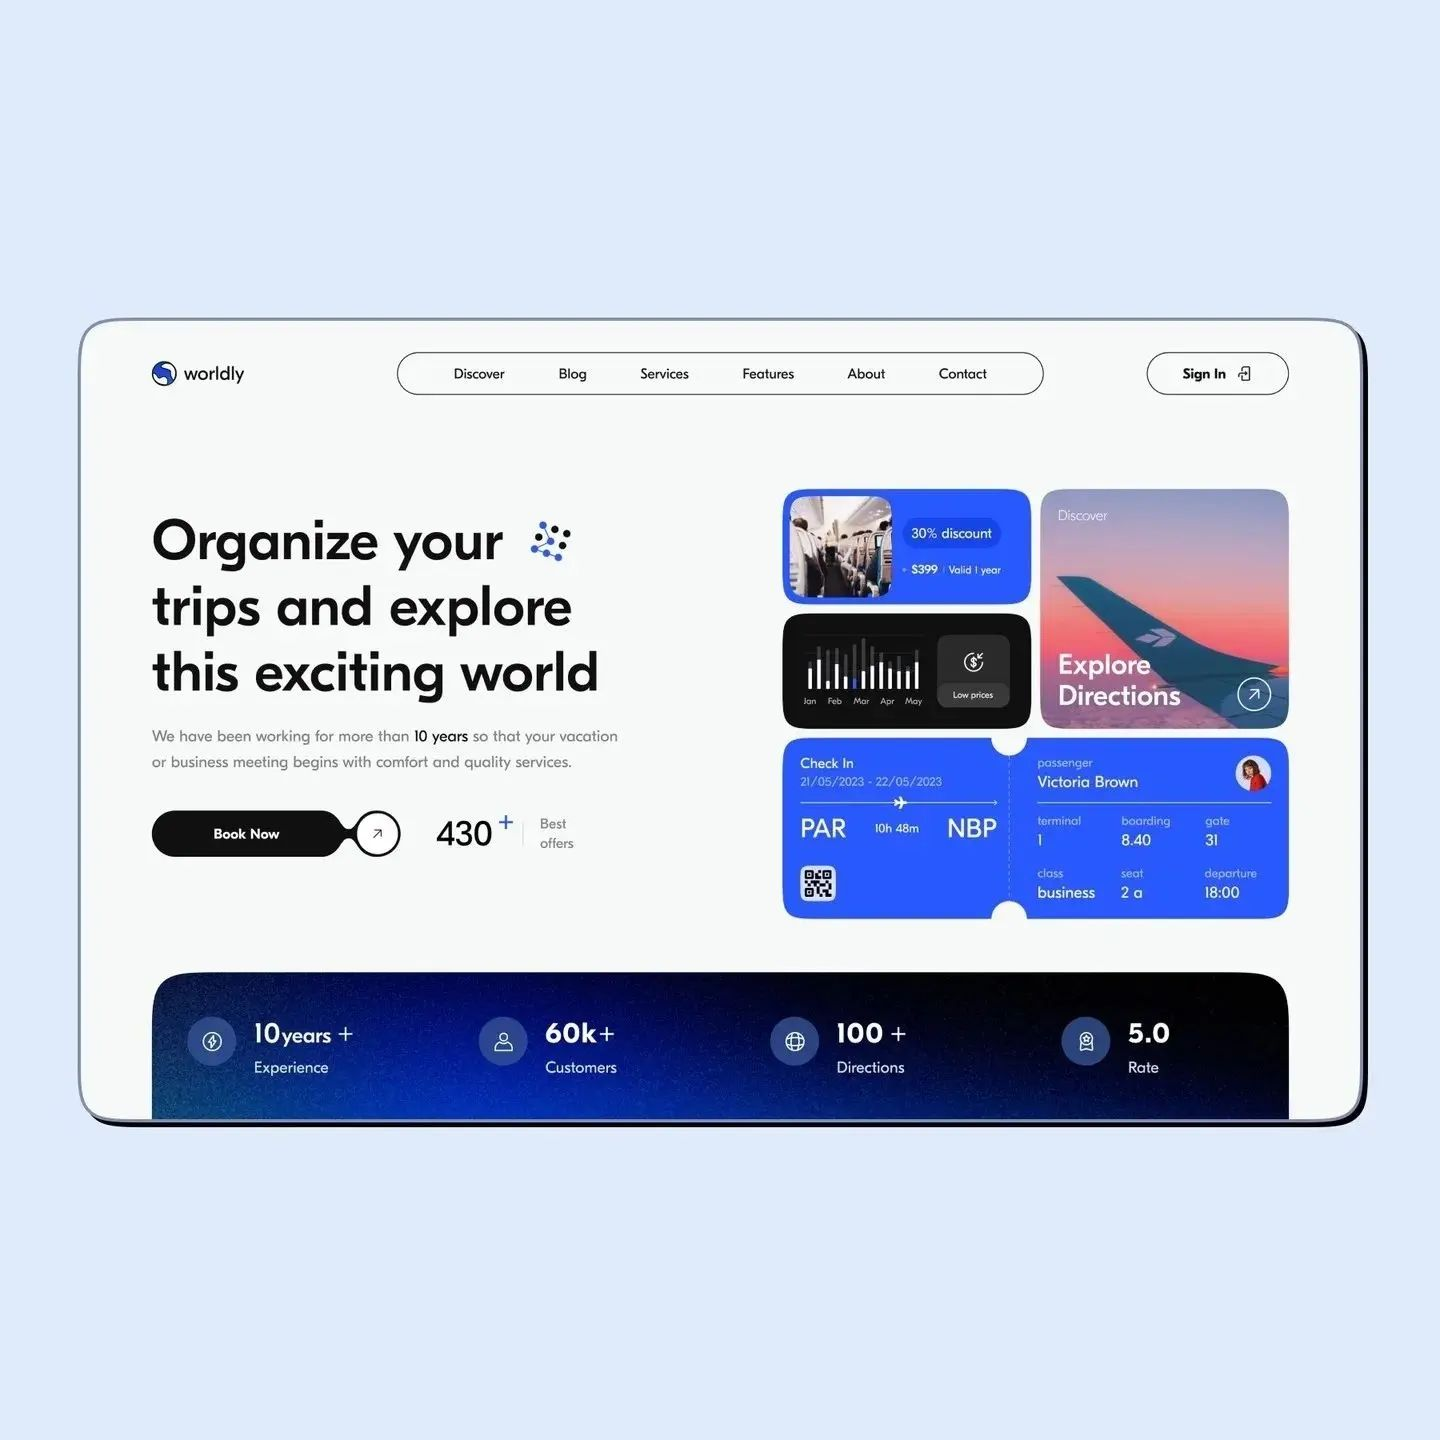 worldly
Discover
Blog
Services
Features
About
Contact
Sign In
Organize your
trips and explore
this exciting world
We have been working for more than 10 years so that your vacation
or business meeting begins with comfort and quality services.
Book Now
430+
Best
offers
30% discount
$399 | Valid 1 year
Jan Feb Mar Apr May
Low prices
Discover
Explore
Directions
Check In
21/05/2023 - 22/05/2023
PAR 10h 48m NBP
passenger
Victoria Brown
terminal boarding gate
1 8.40 31
class seat departure
business 2 a 18:00
10years +
Experience
60k+
Customers
100 +
Directions
5.0
Rate